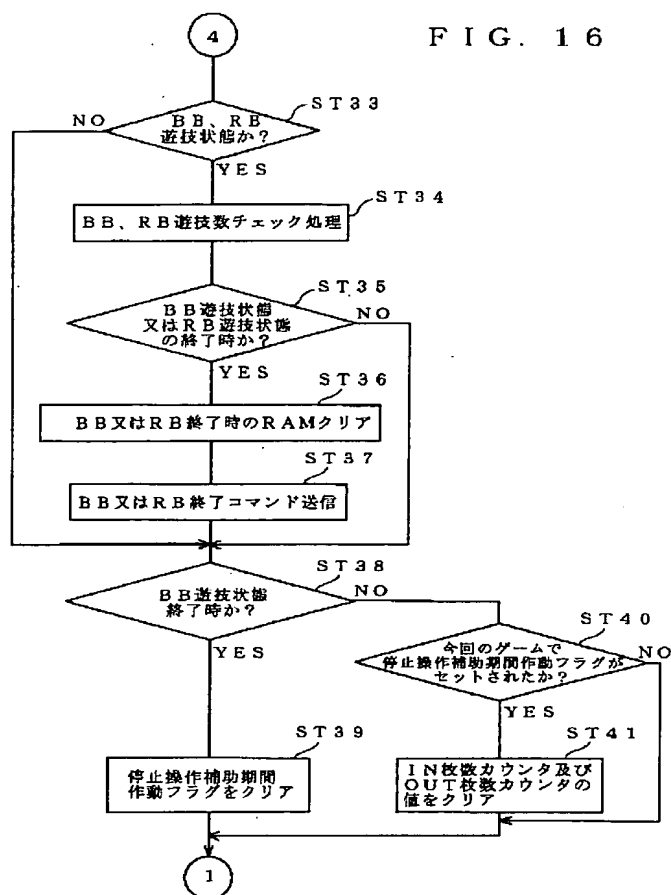 4
FIG. 16
ST33
NO
BB、RB
遊技状態か?
YES
ST34
BB、RB遊技数チェック処理
ST35
BB遊技状態
又はRB遊技状態
の終了時か?
NO
YES
ST36
BB又はRB終了時のRAMクリア
ST37
BB又はRB終了コマンド送信
ST38
BB遊技状態
終了時か?
NO
YES
ST40
今回のゲームで
停止操作補助期間作動フラグが
セットされたか?
NO
YES
ST39
停止操作補助期間
作動フラグをクリア
ST41
IN枚数カウンタ及び
OUT枚数カウンタの
値をクリア
1